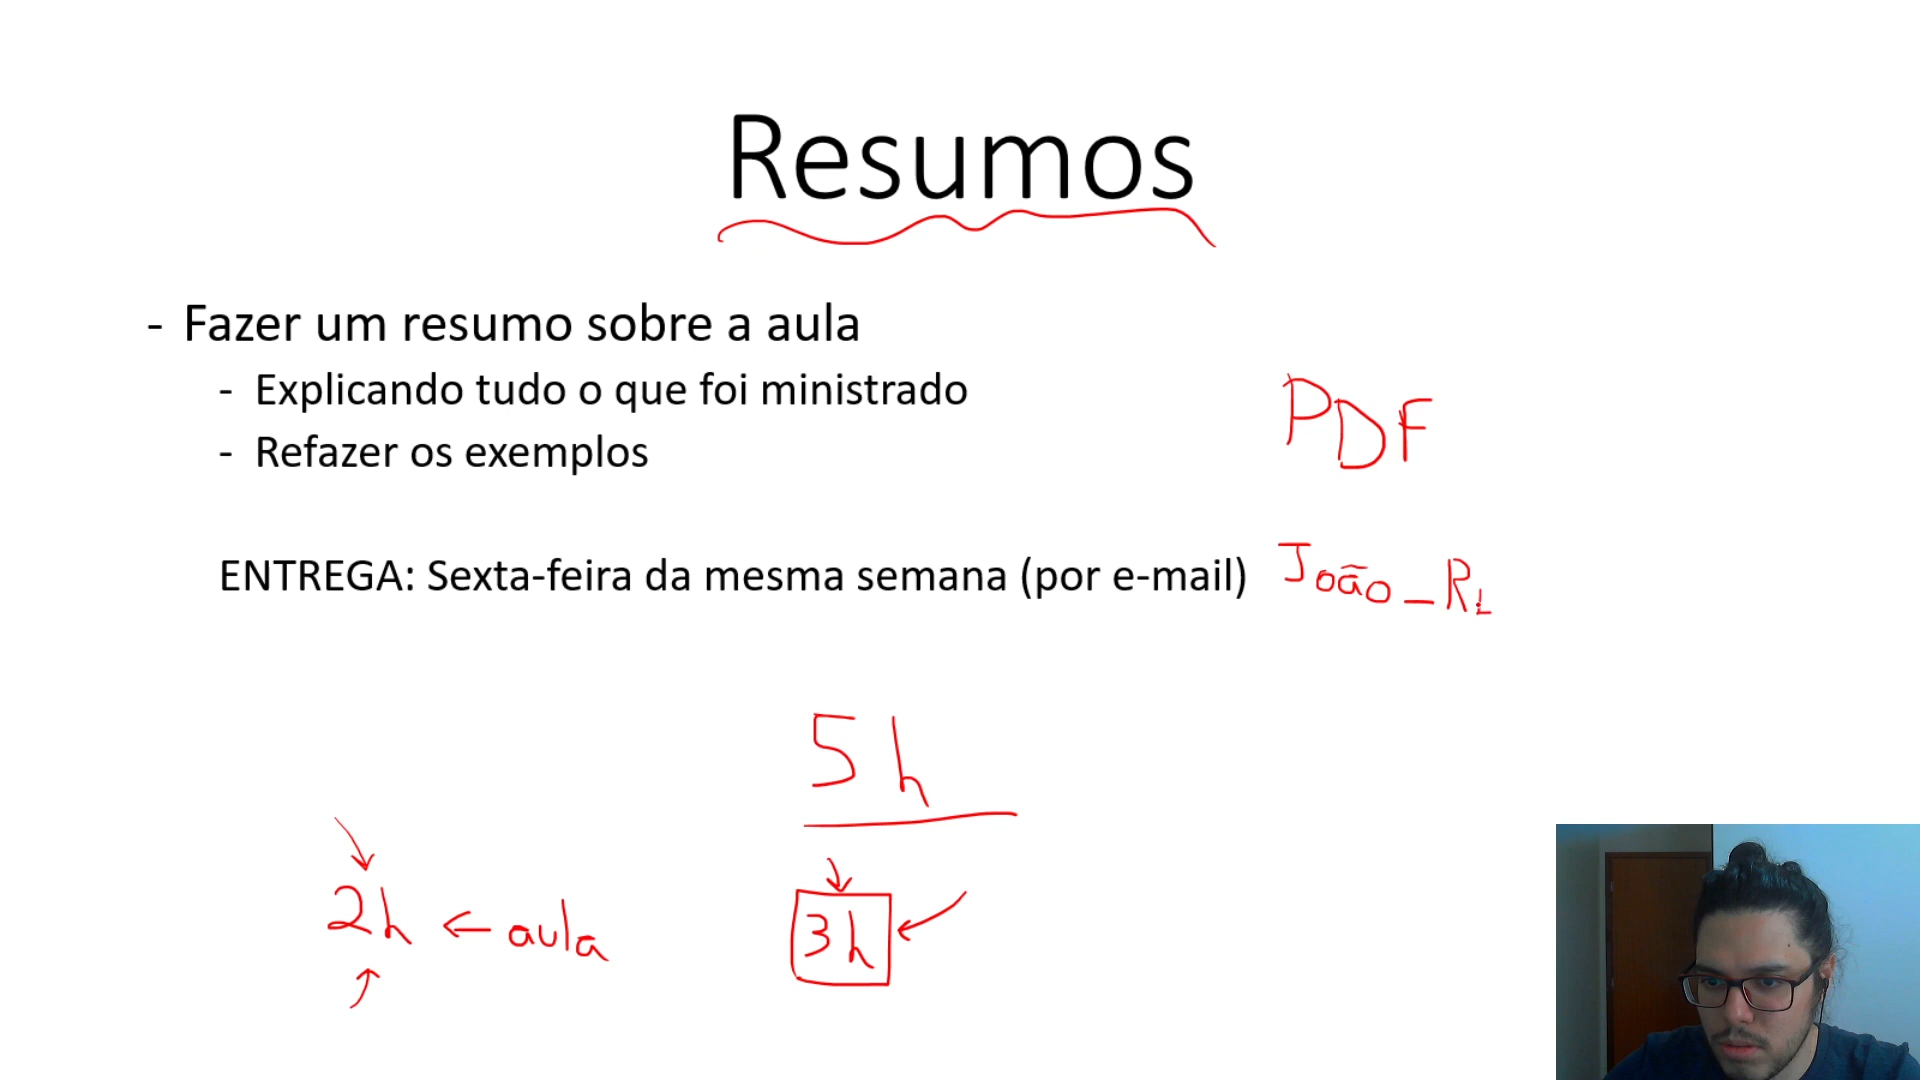 Resumos
- Fazer um resumo sobre a aula
- Explicando tudo o que foi ministrado
- Refazer os exemplos
PDF
ENTREGA: Sexta-feira da mesma semana (por e-mail)
João_R1
5h
2h ← aula
3h